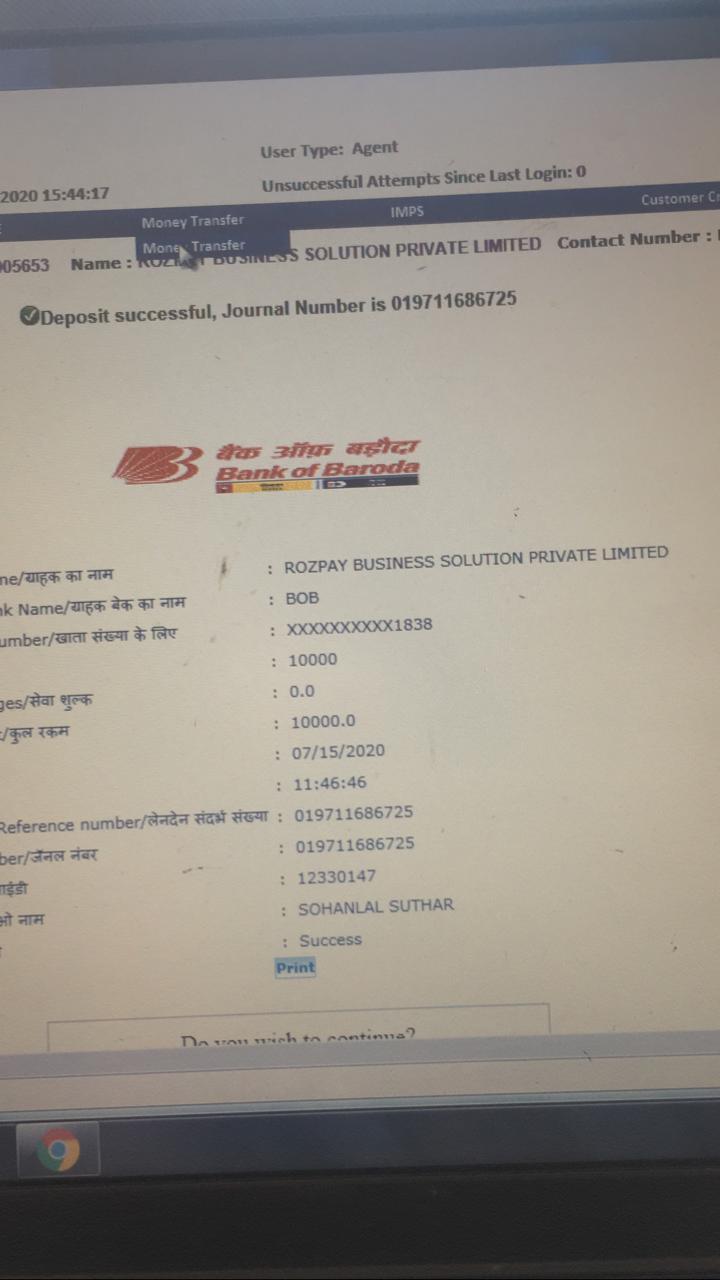 User Type: Agent
2020 15:44:17
Unsuccessful Attempts Since Last Login: 0
Money Transfer
IMPS
Customer
Money Transfer
05653 Name : BUSINESS SOLUTION PRIVATE LIMITED Contact Number :
Deposit successful, Journal Number is 019711686725
बैंक ऑफ़ बड़ौदा
Bank of Baroda
ne/ग्राहक का नाम : ROZPAY BUSINESS SOLUTION PRIVATE LIMITED
nk Name/ग्राहक बेक का नाम : BOB
umber/खाता संख्या के लिए : XXXXXXXXXX1838
: 10000
ges/सेवा शुल्क : 0.0
/कुल रकम : 10000.0
: 07/15/2020
: 11:46:46
Reference number/लेनदेन संदर्भ संख्या : 019711686725
ber/जॅनल नंबर : 019711686725
: 12330147
नाम : SOHANLAL SUTHAR
: Success
Print
Do you wish to continue?